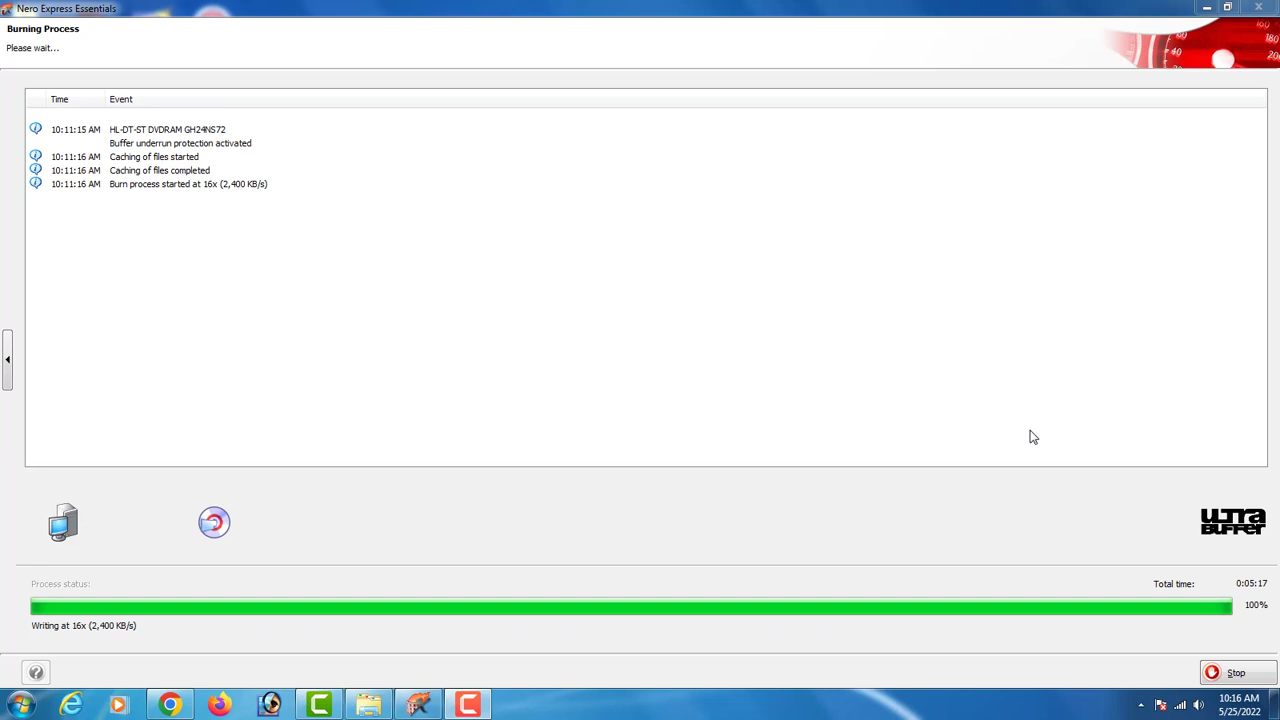 Nero Express Essentials
Burning Process
Please wait...
160
180
200
Time Event
10:11:15 AM HL-DT-ST DVDRAM GH24NS72
Buffer underrun protection activated
10:11:16 AM Caching of files started
10:11:16 AM Caching of files completed
10:11:16 AM Burn process started at 16x (2,400 KB/s)
ULTRA
BUFFER
Process status:
Total time: 0:05:17
100%
Writing at 16x (2,400 KB/s)
Stop
10:16 AM
5/25/2022